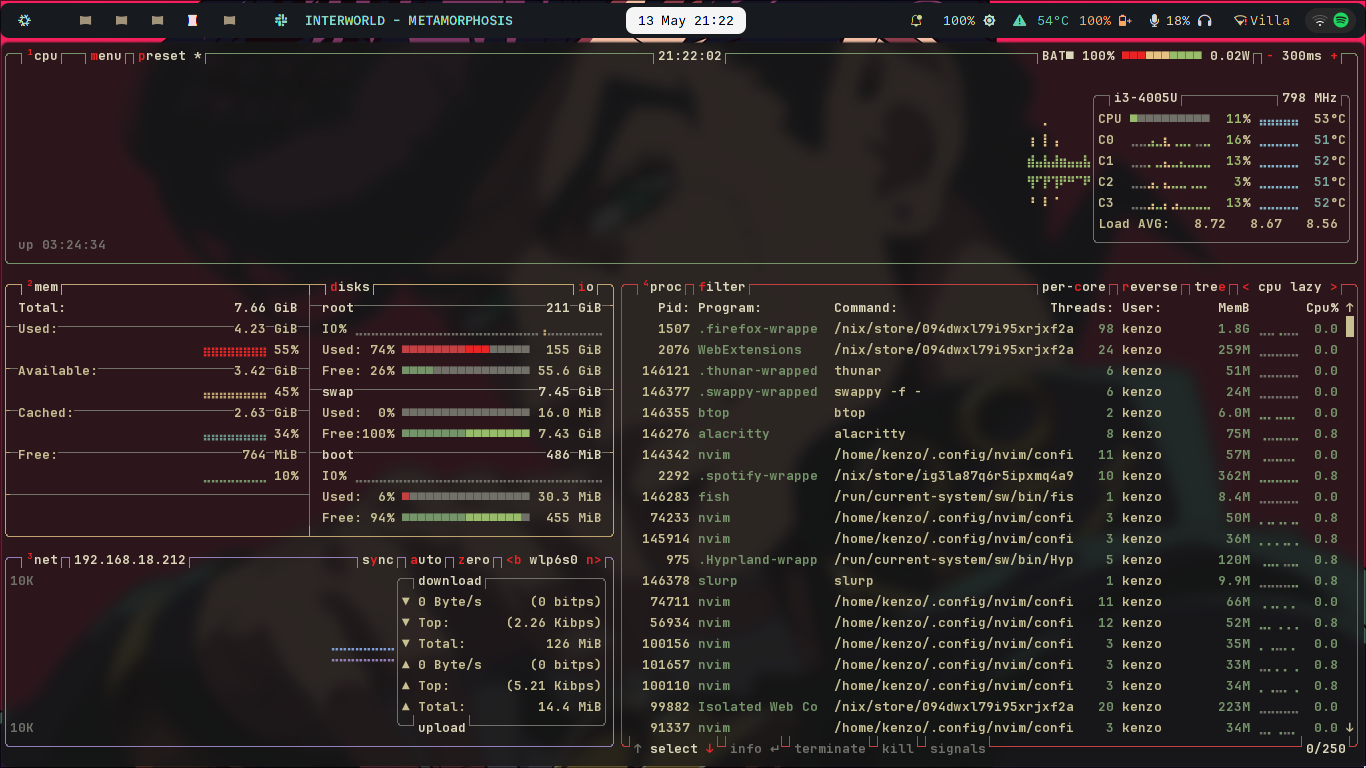 INTERWORLD - METAMORPHOSIS 13 May 21:22 100% 54°C 100% 18% Villa
¹cpu menu preset * 21:22:02 BAT■ 100% 0.02W - 300ms +
i3-4005U 798 MHz
CPU 11% 53°C
C0 16% 51°C
C1 13% 52°C
C2 3% 51°C
C3 13% 52°C
Load AVG: 8.72 8.67 8.56
up 03:24:34
²mem
Total: 7.66 GiB
Used: 4.23 GiB
55%
Available: 3.42 GiB
45%
Cached: 2.63 GiB
34%
Free: 764 MiB
10%
disks io
root 211 GiB
IO%
Used: 74% 155 GiB
Free: 26% 55.6 GiB
swap 7.45 GiB
Used: 0% 16.0 MiB
Free:100% 7.43 GiB
boot 486 MiB
IO%
Used: 6% 30.3 MiB
Free: 94% 455 MiB
³net 192.168.18.212 sync auto zero <b wlp6s0 n>
10K
download
▼ 0 Byte/s (0 bitps)
▼ Top: (2.26 Kibps)
▼ Total: 126 MiB
▲ 0 Byte/s (0 bitps)
▲ Top: (5.21 Kibps)
▲ Total: 14.4 MiB
upload
10K
⁴proc filter per-core reverse tree < cpu lazy >
Pid: Program: Command: Threads: User: MemB Cpu% ↑
1507 .firefox-wrappe /nix/store/094dwxl79i95xrjxf2a 98 kenzo 1.8G 0.0
2076 WebExtensions /nix/store/094dwxl79i95xrjxf2a 24 kenzo 259M 0.0
146121 .thunar-wrapped thunar 6 kenzo 51M 0.0
146377 .swappy-wrapped swappy -f - 6 kenzo 24M 0.0
146355 btop btop 2 kenzo 6.0M 0.8
146276 alacritty alacritty 8 kenzo 75M 0.8
144342 nvim /home/kenzo/.config/nvim/confi 11 kenzo 57M 0.0
2292 .spotify-wrappe /nix/store/ig3la87q6r5ipxmq4a9 10 kenzo 362M 0.8
146283 fish /run/current-system/sw/bin/fis 1 kenzo 8.4M 0.0
74233 nvim /home/kenzo/.config/nvim/confi 3 kenzo 50M 0.8
145914 nvim /home/kenzo/.config/nvim/confi 3 kenzo 36M 0.8
975 .Hyprland-wrapp /run/current-system/sw/bin/Hyp 5 kenzo 120M 0.8
146378 slurp slurp 1 kenzo 9.9M 0.8
74711 nvim /home/kenzo/.config/nvim/confi 11 kenzo 66M 0.0
56934 nvim /home/kenzo/.config/nvim/confi 12 kenzo 52M 0.8
100156 nvim /home/kenzo/.config/nvim/confi 3 kenzo 35M 0.8
101657 nvim /home/kenzo/.config/nvim/confi 3 kenzo 33M 0.8
100110 nvim /home/kenzo/.config/nvim/confi 3 kenzo 34M 0.8
99882 Isolated Web Co /nix/store/094dwxl79i95xrjxf2a 20 kenzo 223M 0.8
91337 nvim /home/kenzo/.config/nvim/confi 3 kenzo 34M 0.8 ↓
↑ select ↓ info ↵ terminate kill signals 0/250